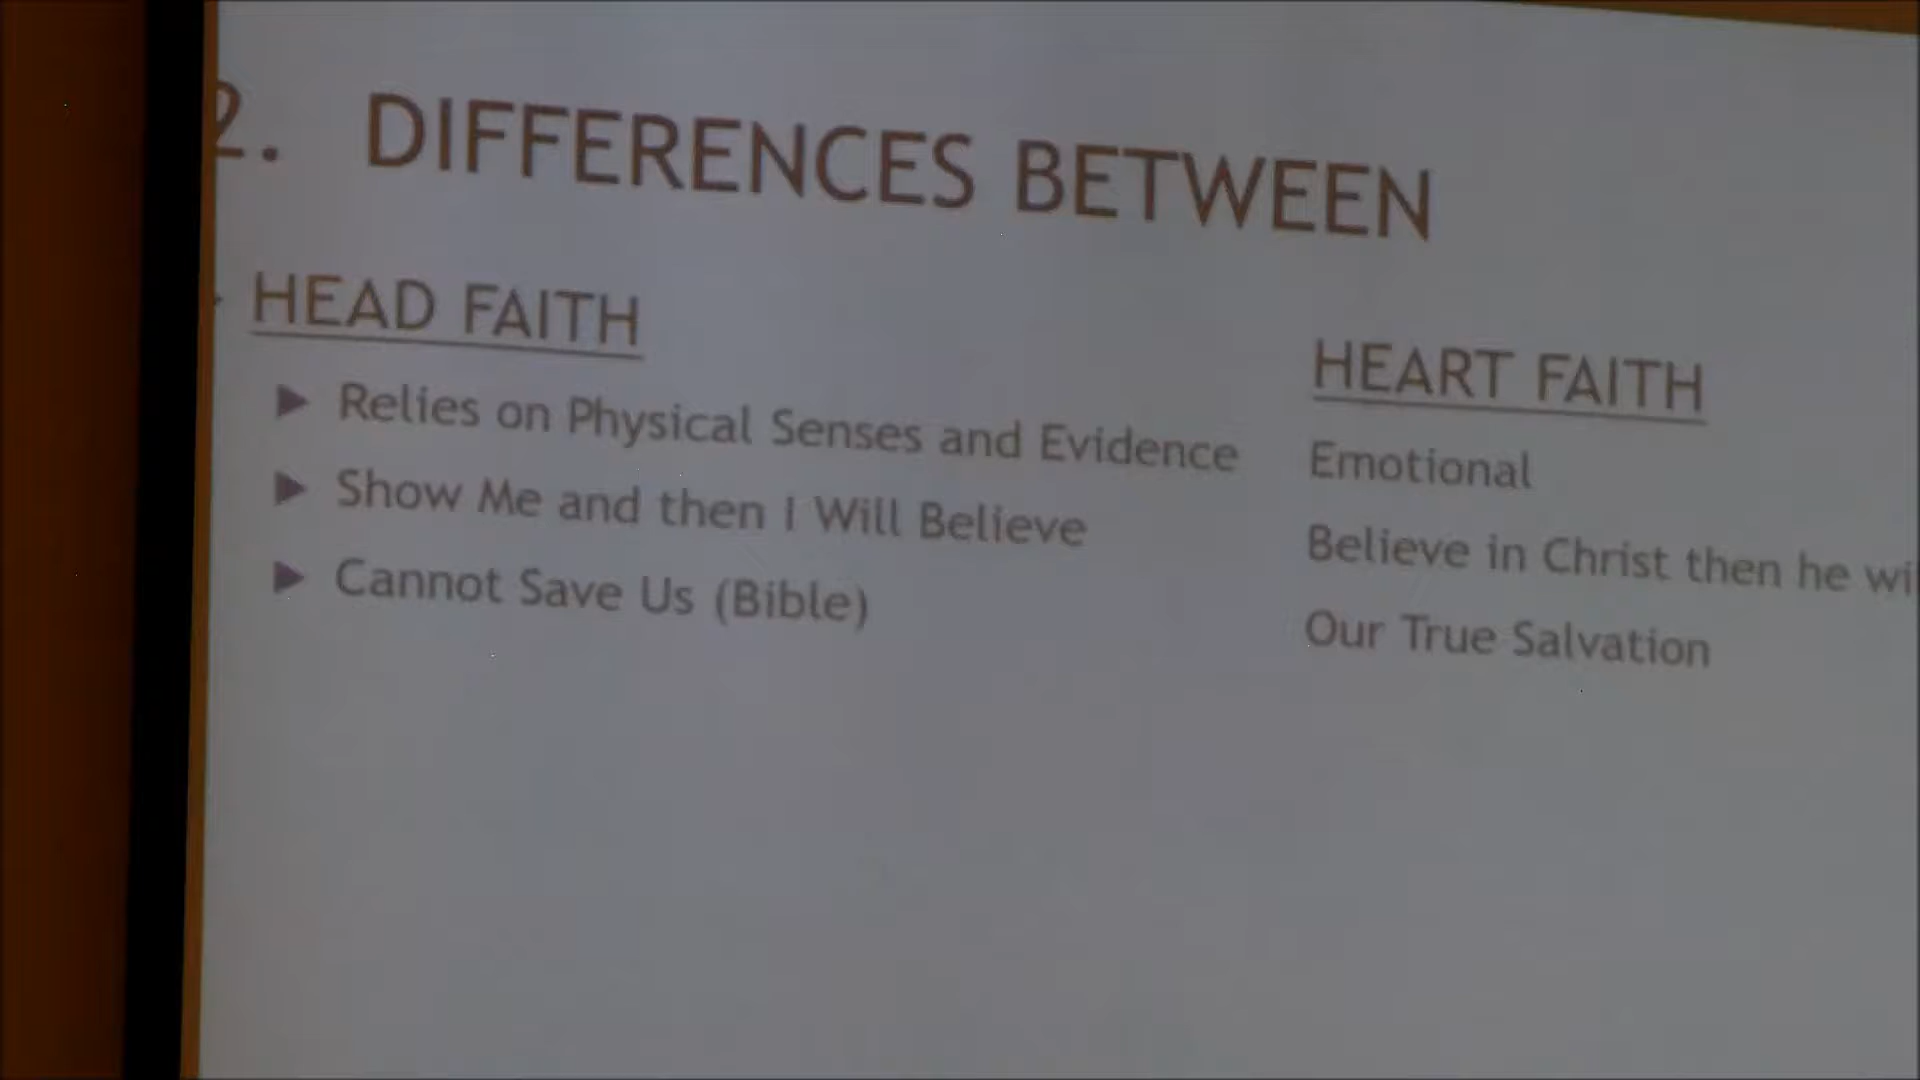 2. DIFFERENCES BETWEEN
HEAD FAITH
Relies on Physical Senses and Evidence
Show Me and then I Will Believe
Cannot Save Us (Bible)
HEART FAITH
Emotional
Believe in Christ then he
Our True Salvation